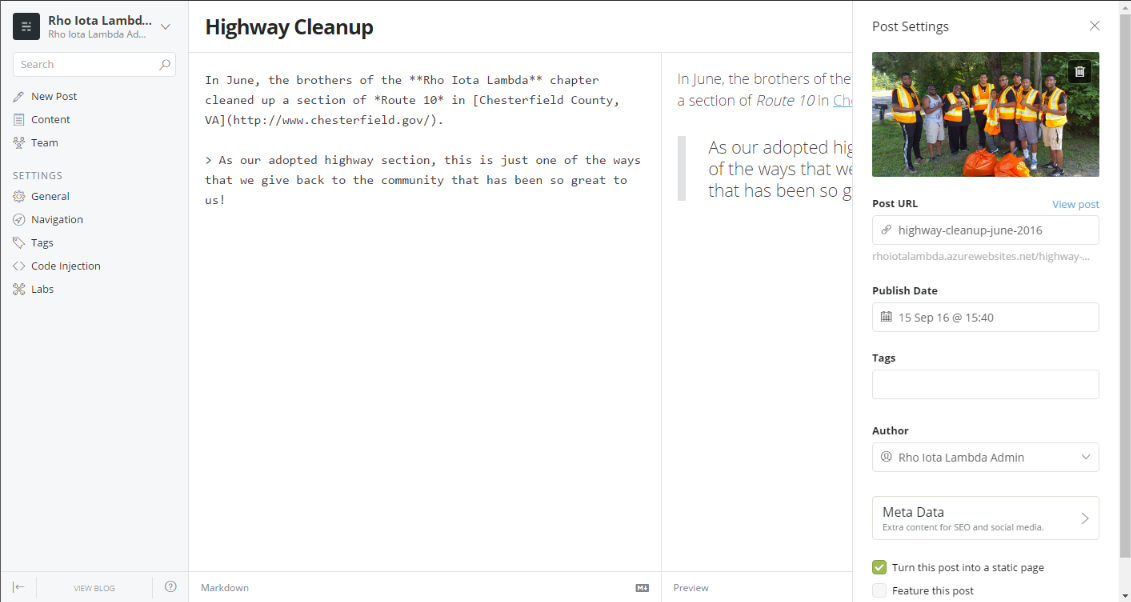 Rho Iota Lambd...
Rho Iota Lambda Ad...
Search
New Post
Content
Team
SETTINGS
General
Navigation
Tags
Code Injection
Labs
VIEW BLOG
Highway Cleanup
In June, the brothers of the **Rho Iota Lambda** chapter
cleaned up a section of *Route 10* in [Chesterfield County,
VA](http://www.chesterfield.gov/).
> As our adopted highway section, this is just one of the ways
that we give back to the community that has been so great to
us!
Markdown
M
In June, the brothers of the
a section of Route 10 in Che
As our adopted hig
of the ways that we
that has been so g
Preview
Post Settings
Post URL
View post
highway-cleanup-june-2016
rhoiotalambda.azurewebsites.net/highway-...
Publish Date
15 Sep 16 @ 15:40
Tags
Author
Rho Iota Lambda Admin
Meta Data
Extra content for SEO and social media.
Turn this post into a static page
Feature this post